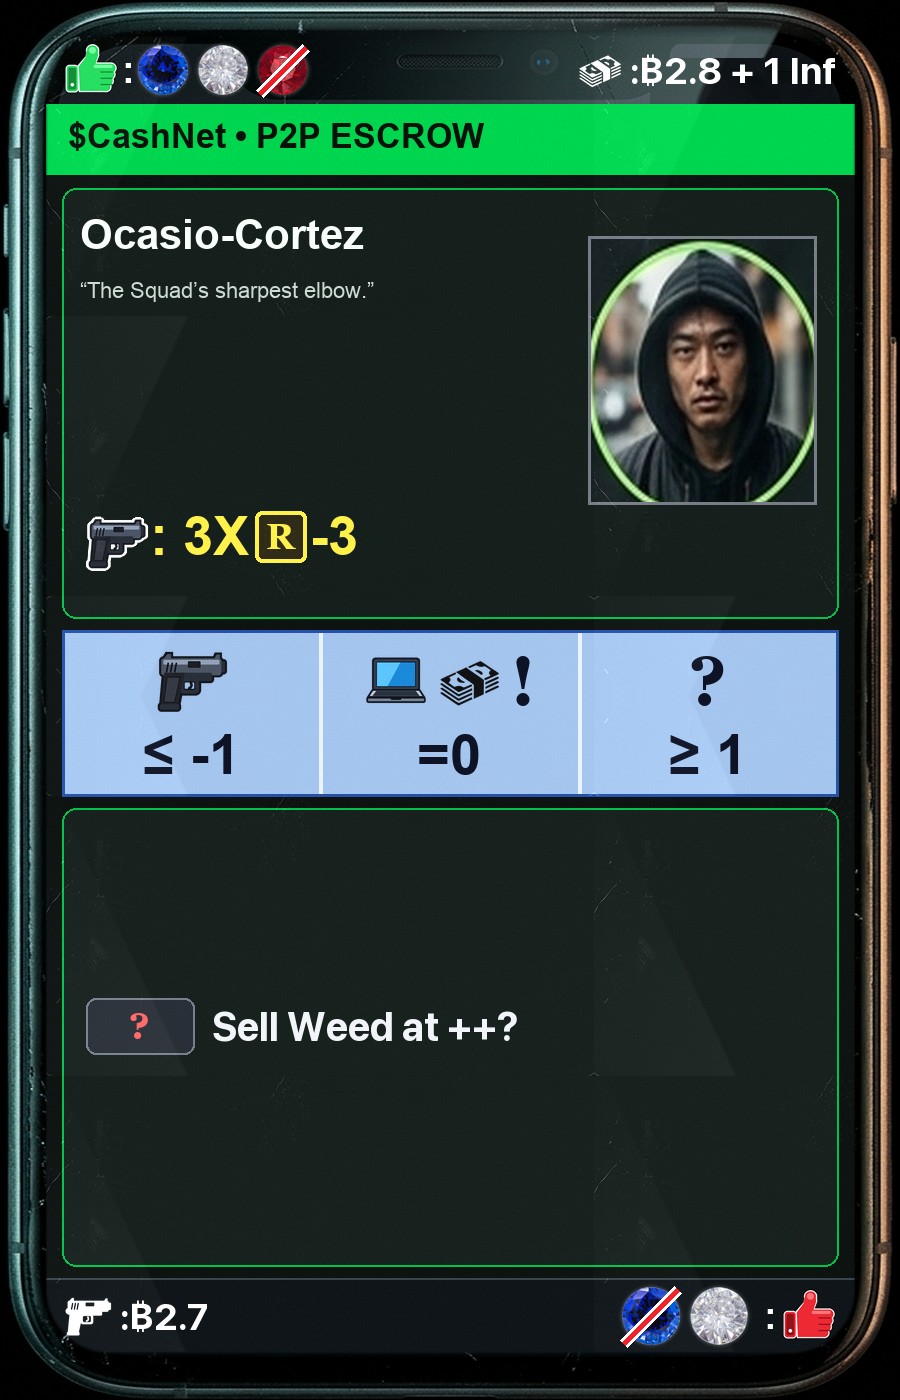 : :฿2.8 + 1 Inf
$CashNet • P2P ESCROW
Ocasio-Cortez
“The Squad’s sharpest elbow.”
: 3X R -3
! ?
≤ -1 =0 ≥ 1
? Sell Weed at ++?
:฿2.7 :